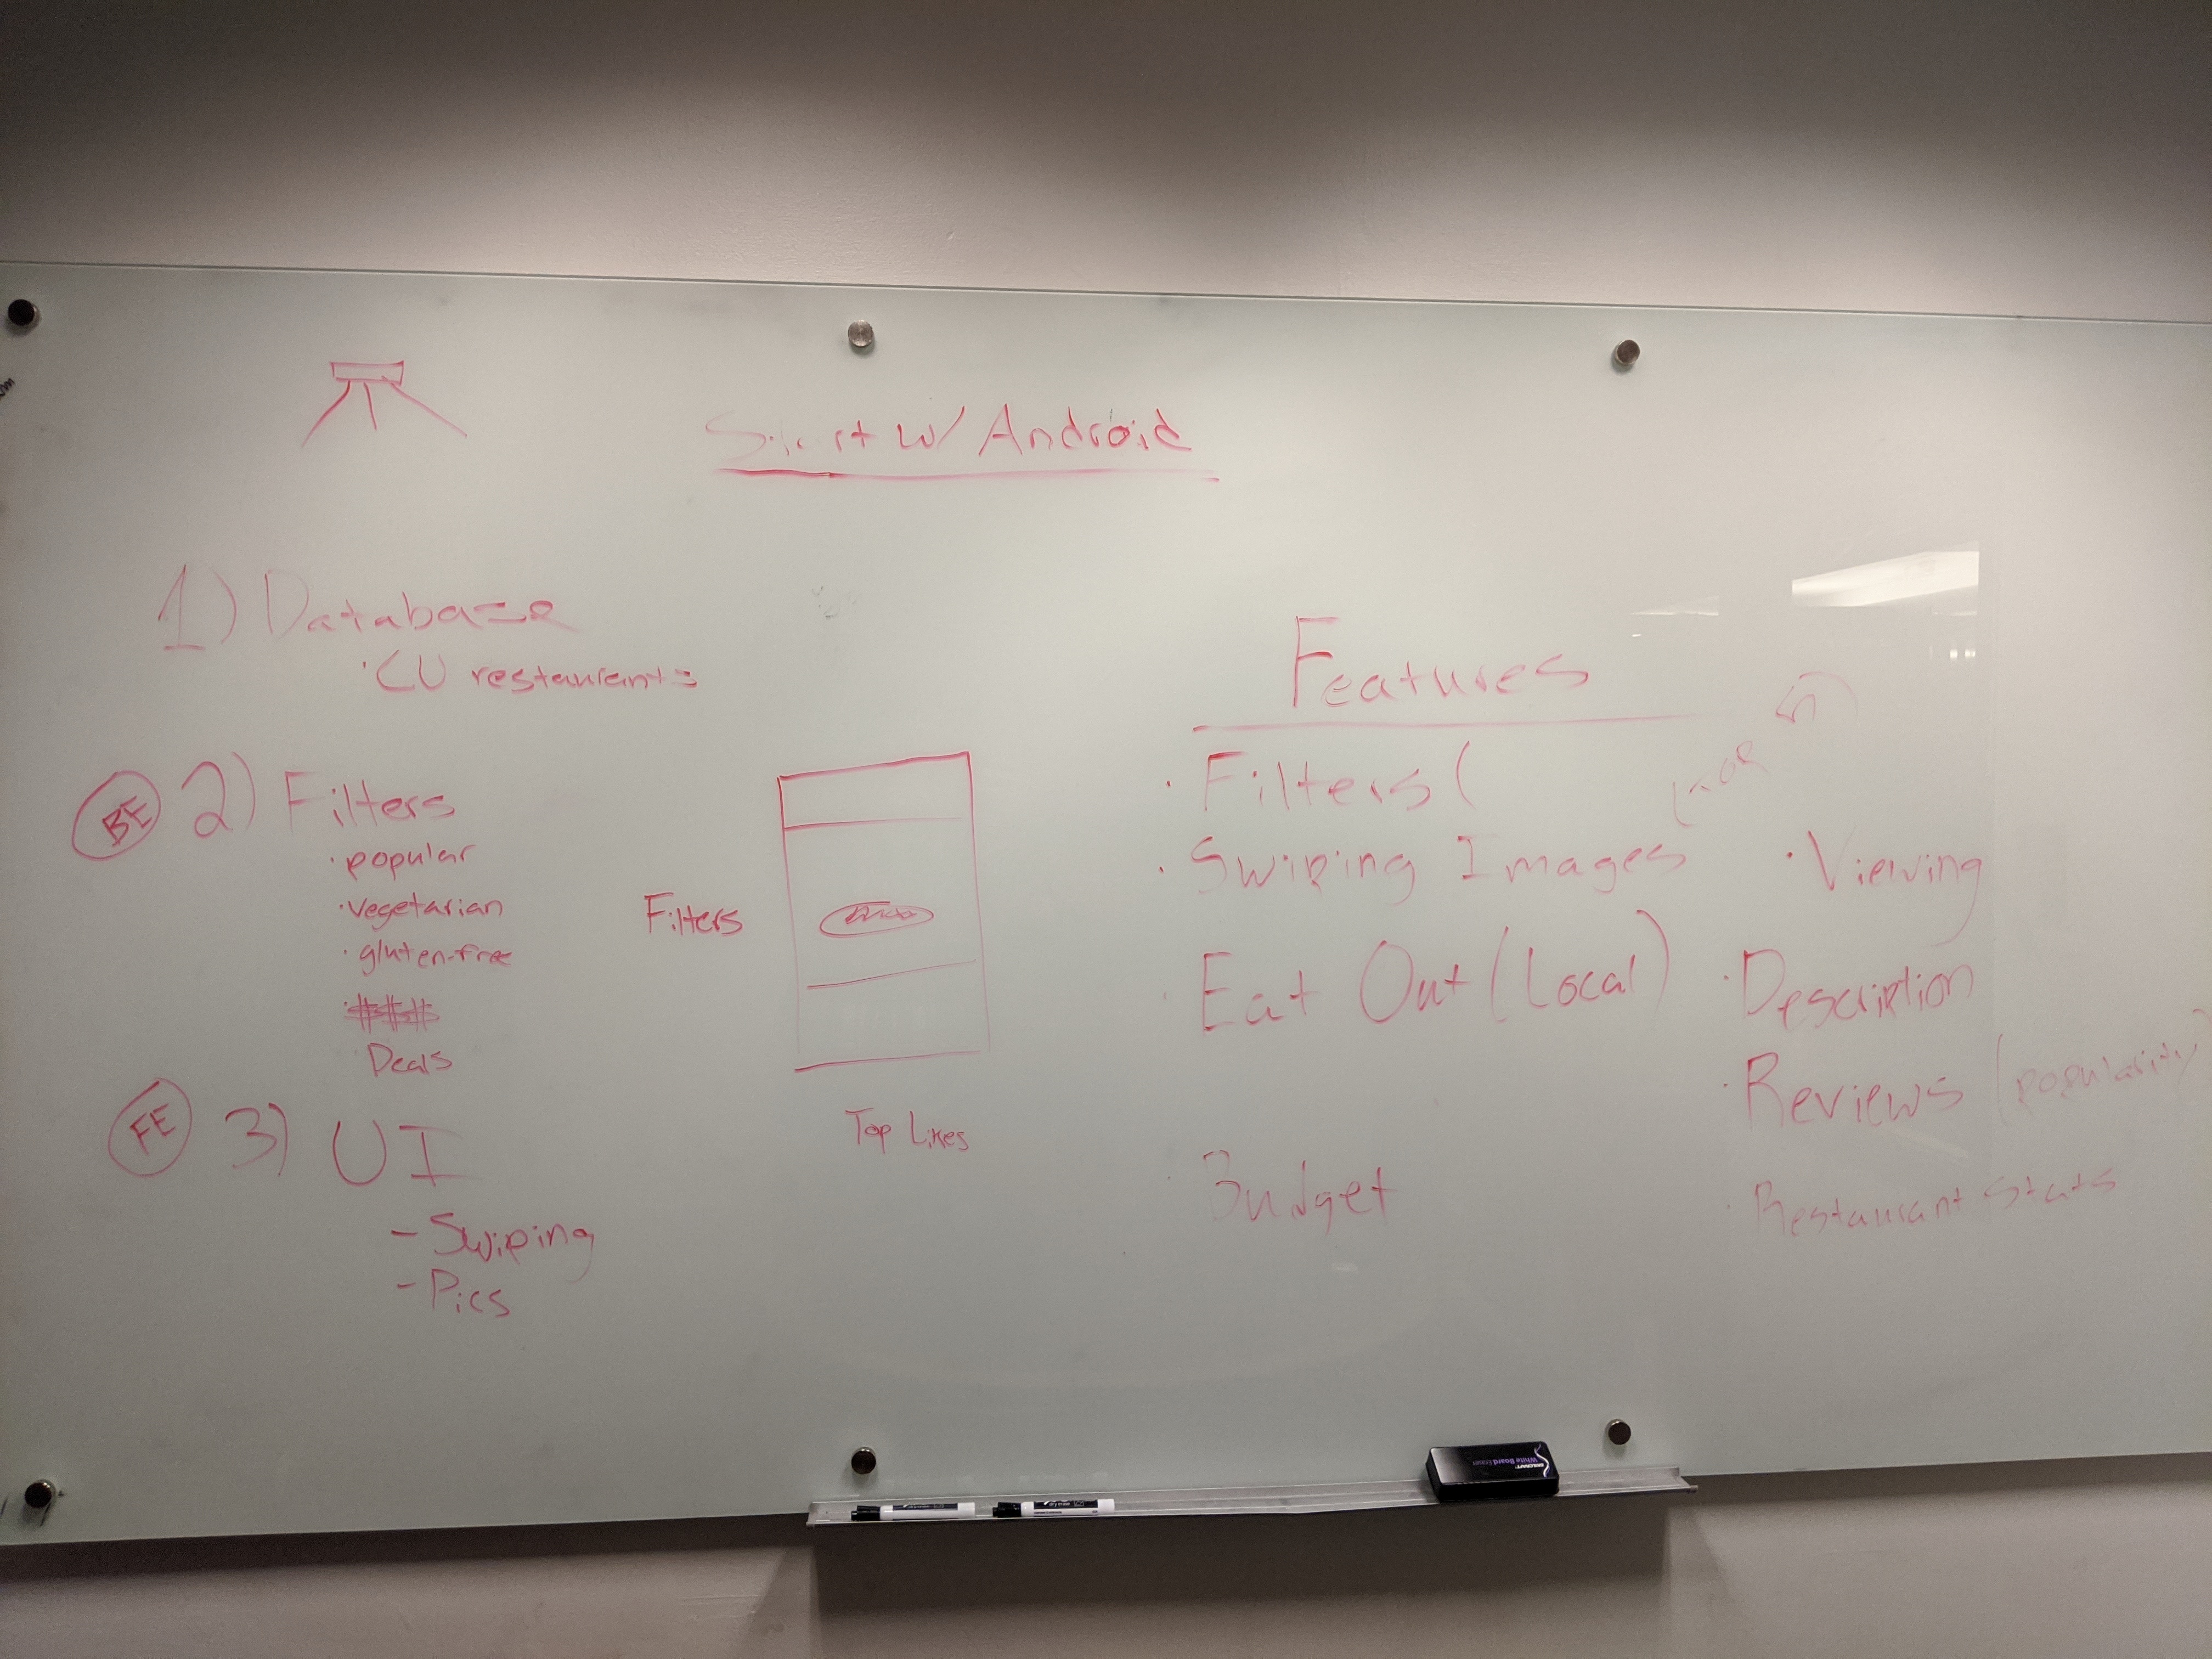 Start w/ Android
1) Database
· CU restaurants
BE 2) Filters
· popular
· vegetarian
· gluten-free
Deals
FE 3) UI
- Swiping
- Pics
Filters
Top Likes
Features
· Filters (
· Swiping Images
· Eat Out (Local)
· Budget
· Viewing
· Description
· Reviews (popularity)
· Restaurant Stats
White Board Eraser